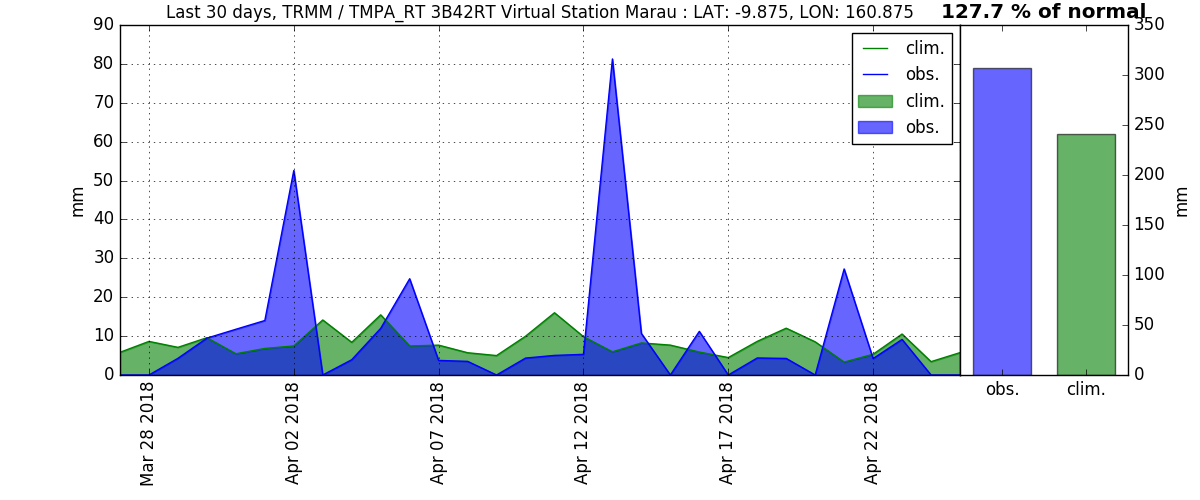 Last 30 days, TRMM / TMPA_RT 3B42RT Virtual Station Marau : LAT: -9.875, LON: 160.875
127.7 % of normal
90
80
70
60
50
40
30
20
10
0
mm
clim.
obs.
clim.
obs.
Mar 28 2018
Apr 02 2018
Apr 07 2018
Apr 12 2018
Apr 17 2018
Apr 22 2018
350
300
250
200
150
100
50
0
mm
obs.
clim.